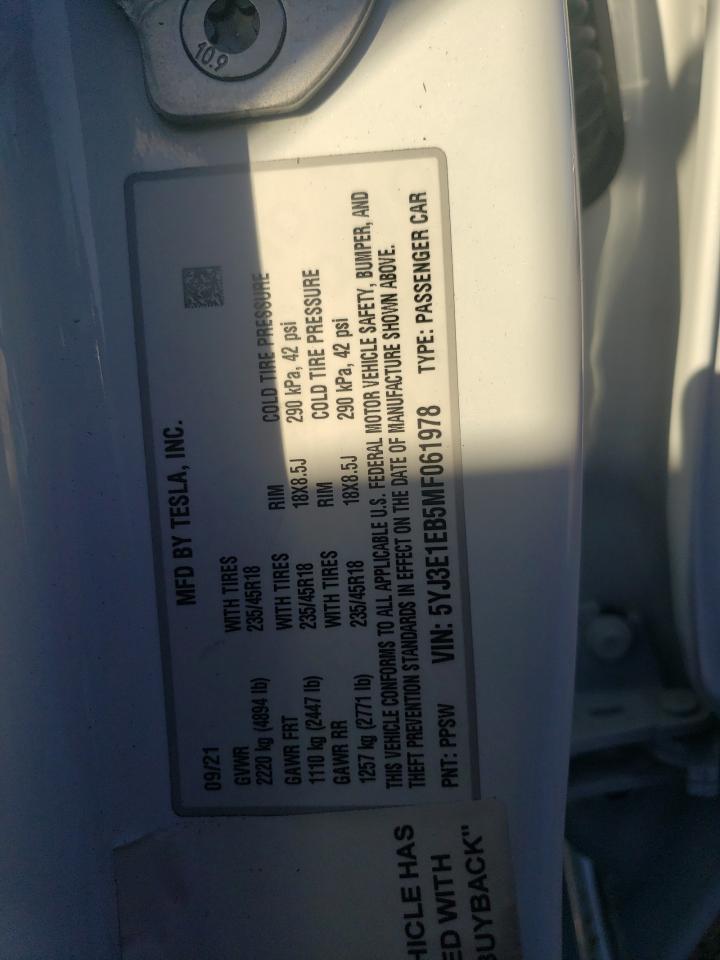 10.9
MFD BY TESLA, INC.
09/21
GVWR WITH TIRES RIM COLD TIRE PRESSURE
2220 kg (4894 lb) 235/45R18 18X8.5J 290 kPa, 42 psi
GAWR FRT WITH TIRES RIM COLD TIRE PRESSURE
1110 kg (2447 lb) 235/45R18 18X8.5J 290 kPa, 42 psi
GAWR RR WITH TIRES
1257 kg (2771 lb) 235/45R18
THIS VEHICLE CONFORMS TO ALL APPLICABLE U.S. FEDERAL MOTOR VEHICLE SAFETY, BUMPER, AND
THEFT PREVENTION STANDARDS IN EFFECT ON THE DATE OF MANUFACTURE SHOWN ABOVE.
PNT: PPSW VIN: 5YJ3E1EB5MF061978 TYPE: PASSENGER CAR
HICLE HAS
ED WITH
BUYBACK"